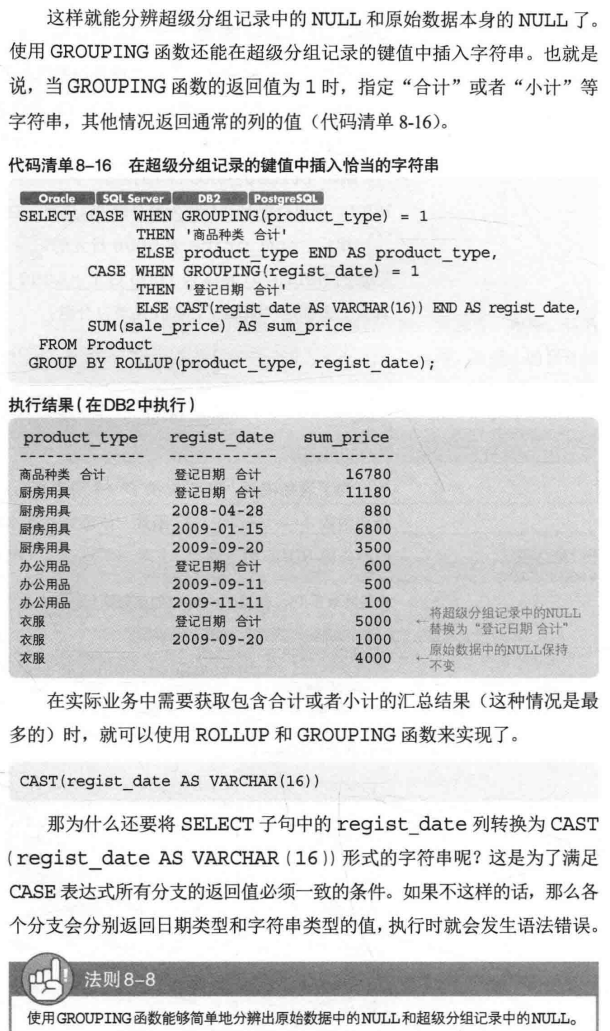 这样就能分辨超级分组记录中的 NULL 和原始数据本身的 NULL 了。
使用 GROUPING 函数还能在超级分组记录的键值中插入字符串。也就是
说，当 GROUPING 函数的返回值为 1 时，指定“合计”或者“小计”等
字符串，其他情况返回通常的列的值（代码清单 8-16）。
代码清单8-16 在超级分组记录的键值中插入恰当的字符串
Oracle SQL Server DB2 PostgreSQL
SELECT CASE WHEN GROUPING(product_type) = 1
THEN '商品种类 合计'
ELSE product_type END AS product_type,
CASE WHEN GROUPING(regist_date) = 1
THEN '登记日期 合计'
ELSE CAST(regist_date AS VARCHAR(16)) END AS regist_date,
SUM(sale_price) AS sum_price
FROM Product
GROUP BY ROLLUP(product_type, regist_date);
执行结果（在DB2中执行）
product_type regist_date sum_price
-------------- ------------ ----------
商品种类 合计 登记日期 合计 16780
厨房用具 登记日期 合计 11180
厨房用具 2008-04-28 880
厨房用具 2009-01-15 6800
厨房用具 2009-09-20 3500
办公用品 登记日期 合计 600
办公用品 2009-09-11 500
办公用品 2009-11-11 100
衣服 登记日期 合计 5000 ←将超级分组记录中的NULL
替换为“登记日期 合计”
衣服 2009-09-20 1000
衣服 4000 ←原始数据中的NULL保持
不变
在实际业务中需要获取包含合计或者小计的汇总结果（这种情况是最
多的）时，就可以使用 ROLLUP 和 GROUPING 函数来实现了。
CAST(regist_date AS VARCHAR(16))
那为什么还要将 SELECT 子句中的 regist_date 列转换为 CAST
(regist_date AS VARCHAR(16)) 形式的字符串呢？这是为了满足
CASE 表达式所有分支的返回值必须一致的条件。如果不这样的话，那么各
个分支会分别返回日期类型和字符串类型的值，执行时就会发生语法错误。
法则8-8
使用GROUPING函数能够简单地分辨出原始数据中的NULL和超级分组记录中的NULL。